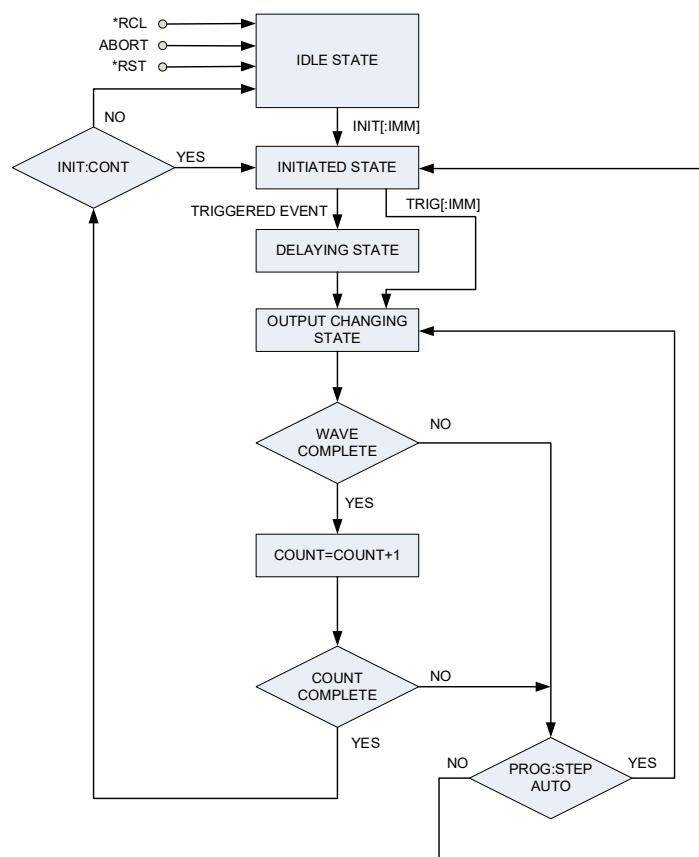 *RCL
ABORT
*RST
IDLE STATE
NO
INIT[:IMM]
INIT:CONT
YES
INITIATED STATE
TRIGGERED EVENT
TRIG[:IMM]
DELAYING STATE
OUTPUT CHANGING
STATE
WAVE
COMPLETE
NO
YES
COUNT=COUNT+1
COUNT
COMPLETE
NO
YES
NO
PROG:STEP
AUTO
YES